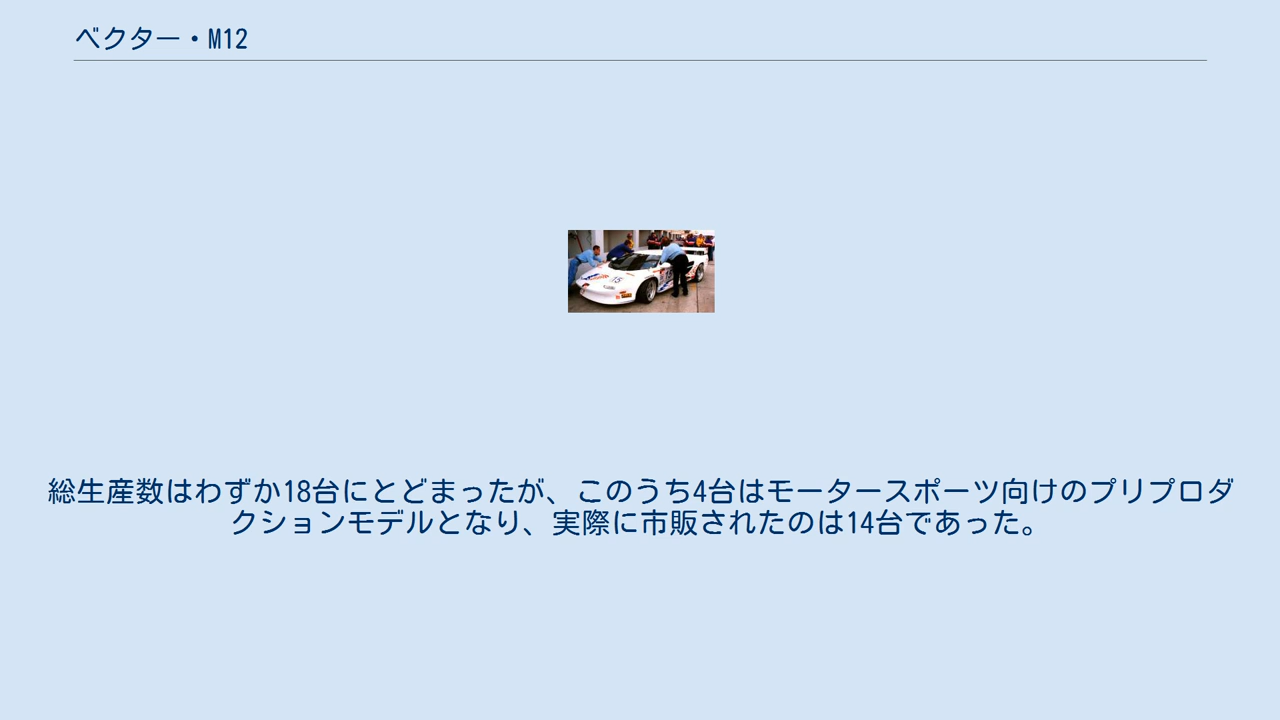 ベクター・M12
総生産数はわずか18台にとどまったが、このうち4台はモータースポーツ向けのプリプロダ
クションモデルとなり、実際に市販されたのは14台であった。